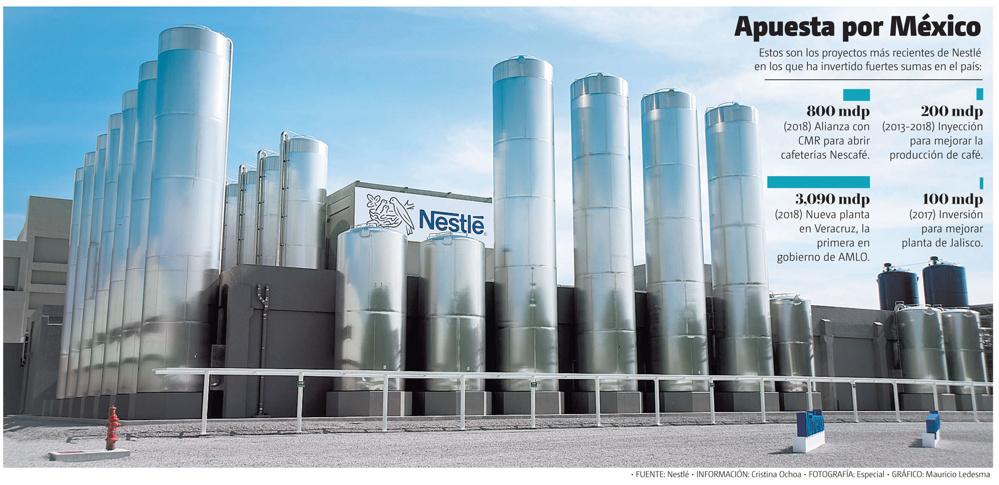 Apuesta por México
Estos son los proyectos más recientes de Nestlé
en los que ha invertido fuertes sumas en el país:
800 mdp
(2018) Alianza con
CMR para abrir
cafeterías Nescafé.
200 mdp
(2013-2018) Inyección
para mejorar la
producción de café.
3,090 mdp
(2018) Nueva planta
en Veracruz, la
primera en
gobierno de AMLO.
100 mdp
(2017) Inversión
para mejorar
planta de Jalisco.
Nestlé
• FUENTE: Nestlé • INFORMACIÓN: Cristina Ochoa • FOTOGRAFÍA: Especial • GRÁFICO: Mauricio Ledesma